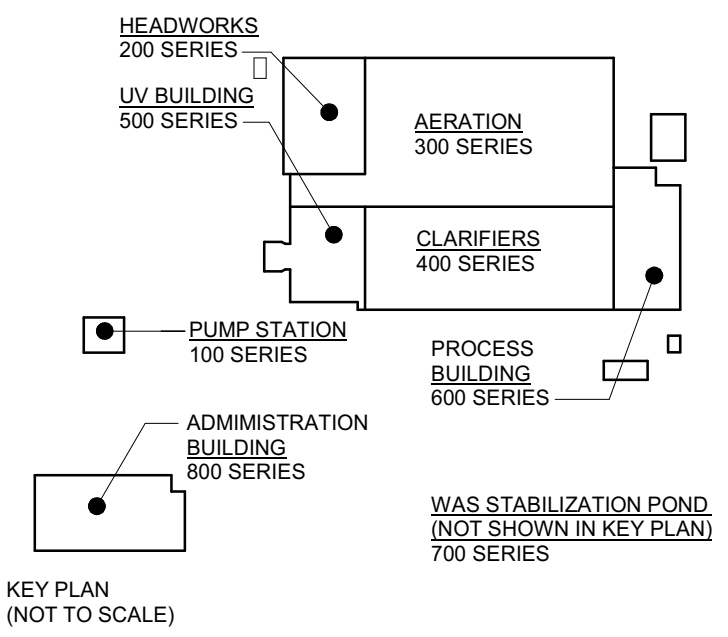 HEADWORKS
200 SERIES
UV BUILDING
500 SERIES
AERATION
300 SERIES
CLARIFIERS
400 SERIES
PUMP STATION
100 SERIES
PROCESS
BUILDING
600 SERIES
ADMIMISTRATION
BUILDING
800 SERIES
WAS STABILIZATION POND
(NOT SHOWN IN KEY PLAN)
700 SERIES
KEY PLAN
(NOT TO SCALE)